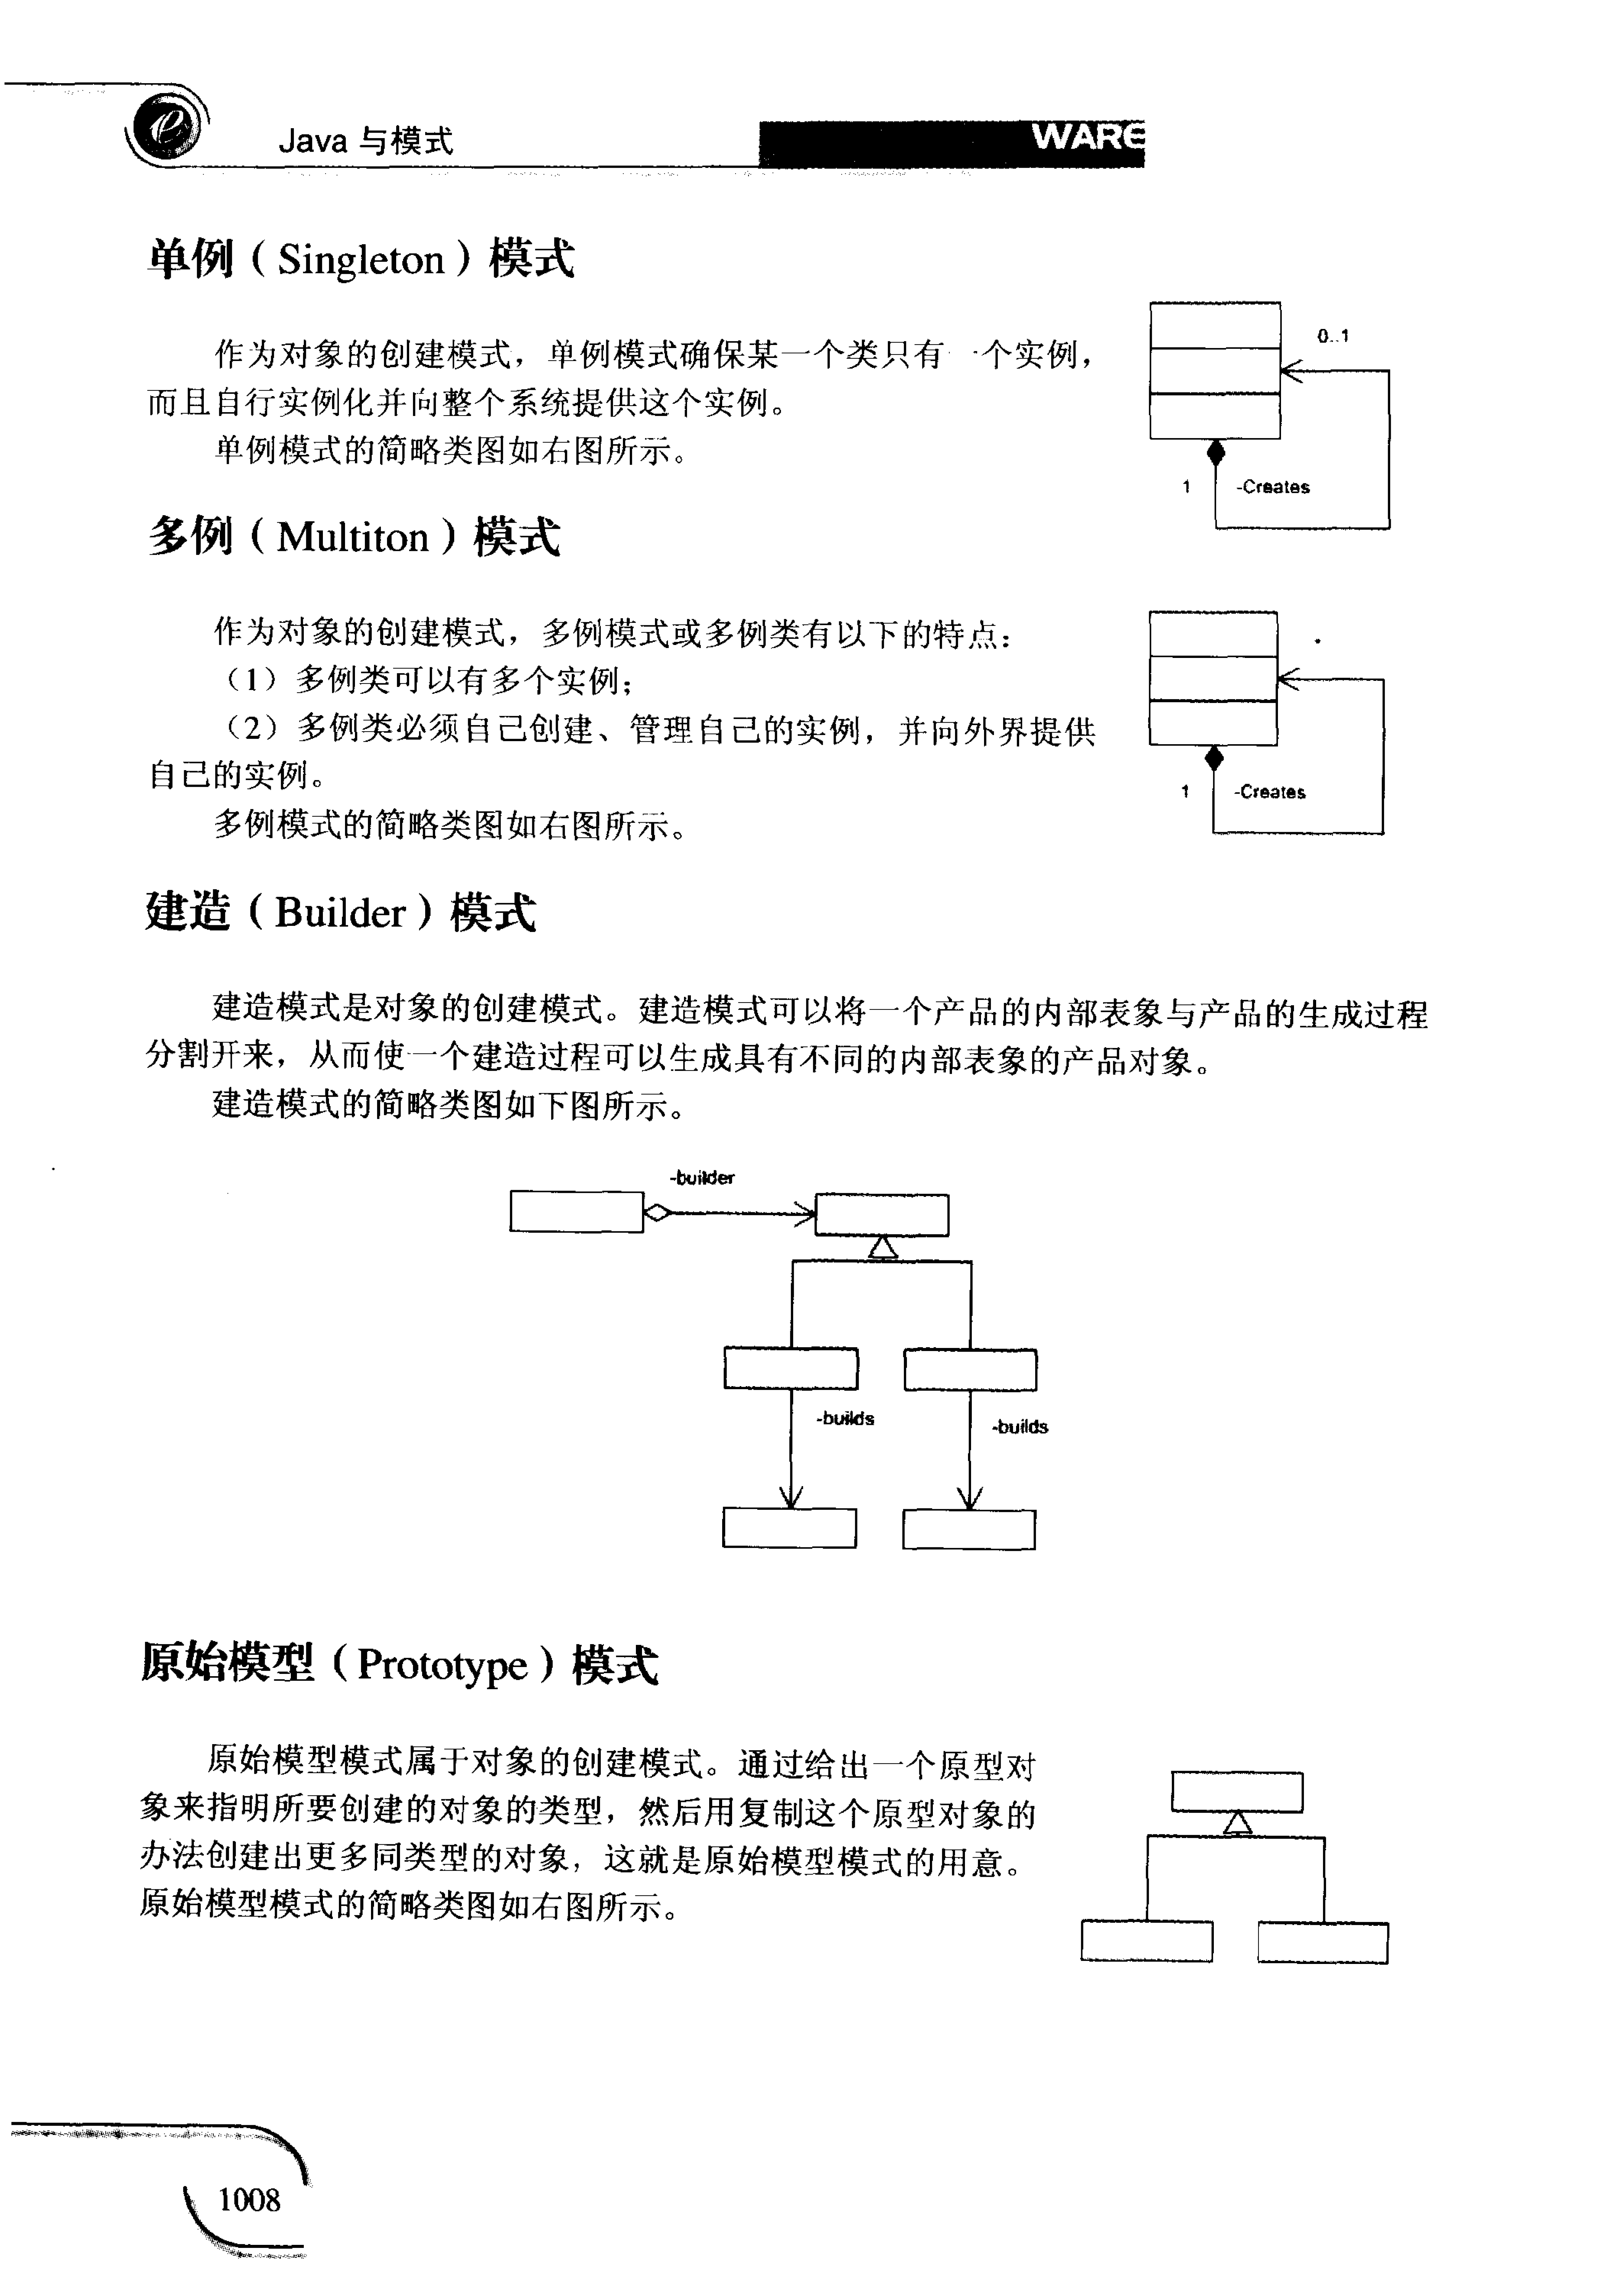 Java 与模式
WARE
单例（Singleton）模式
作为对象的创建模式，单例模式确保某一个类只有一个实例，
而且自行实例化并向整个系统提供这个实例。
单例模式的简略类图如右图所示。
0..1
1
-Creates
多例（Multiton）模式
作为对象的创建模式，多例模式或多例类有以下的特点：
（1）多例类可以有多个实例；
（2）多例类必须自己创建、管理自己的实例，并向外界提供
自己的实例。
多例模式的简略类图如右图所示。
1
-Creates
建造（Builder）模式
建造模式是对象的创建模式。建造模式可以将一个产品的内部表象与产品的生成过程
分割开来，从而使一个建造过程可以生成具有不同的内部表象的产品对象。
建造模式的简略类图如下图所示。
-builder
-builds
-builds
原始模型（Prototype）模式
原始模型模式属于对象的创建模式。通过给出一个原型对
象来指明所要创建的对象的类型，然后用复制这个原型对象的
办法创建出更多同类型的对象，这就是原始模型模式的用意。
原始模型模式的简略类图如右图所示。
1008